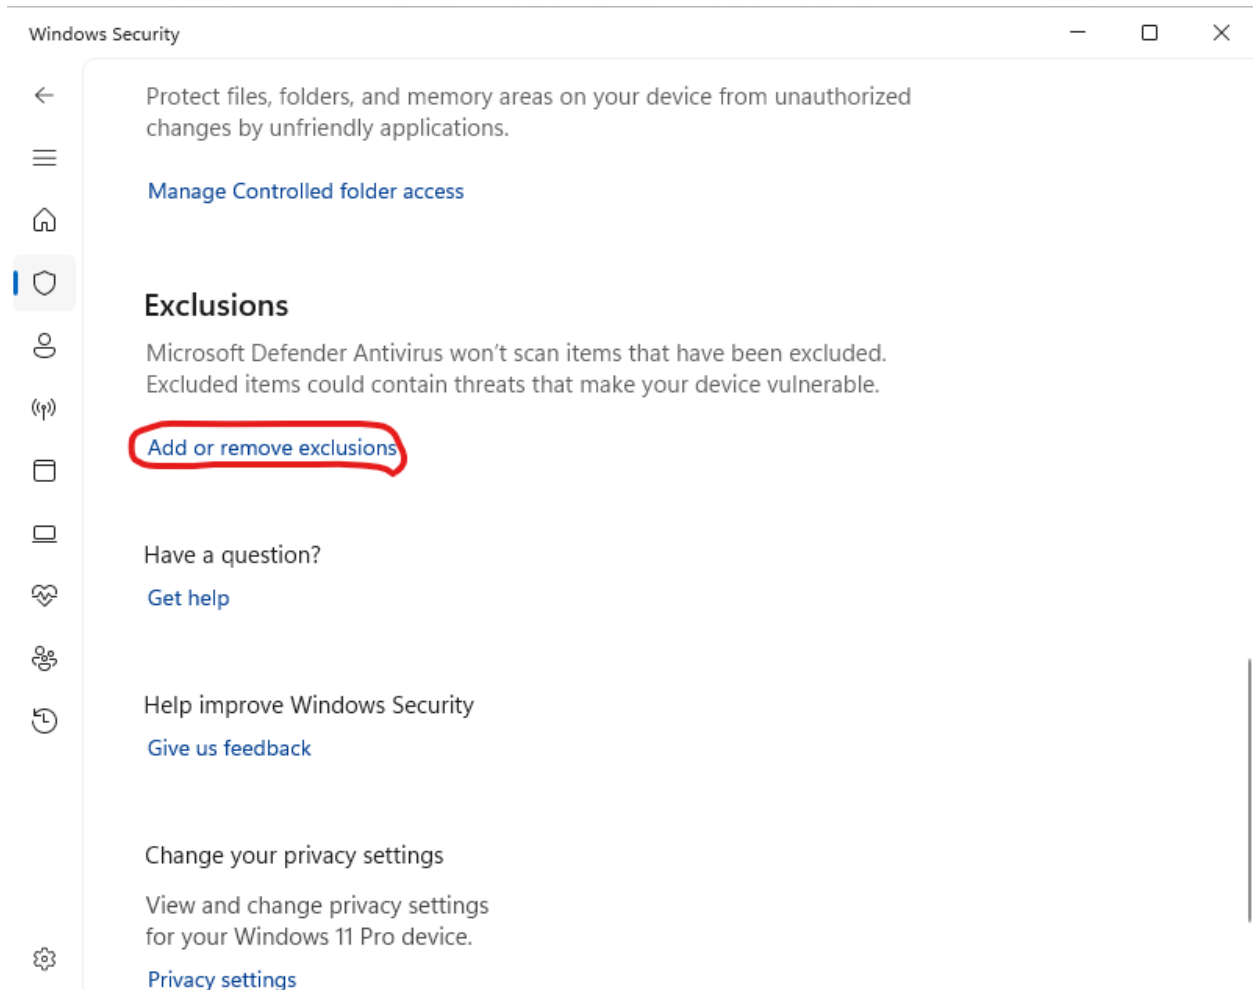 Windows Security
Protect files, folders, and memory areas on your device from unauthorized
changes by unfriendly applications.
Manage Controlled folder access
Exclusions
Microsoft Defender Antivirus won’t scan items that have been excluded.
Excluded items could contain threats that make your device vulnerable.
Add or remove exclusions
Have a question?
Get help
Help improve Windows Security
Give us feedback
Change your privacy settings
View and change privacy settings
for your Windows 11 Pro device.
Privacy settings